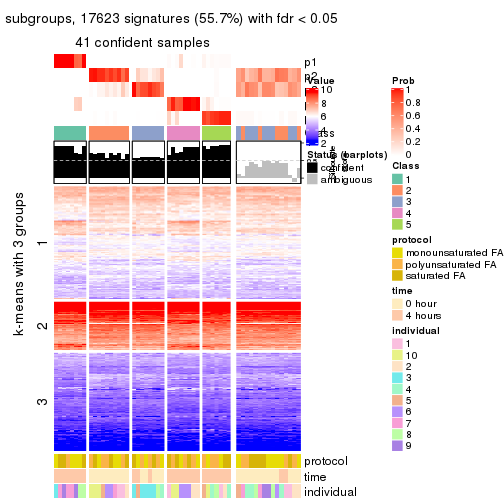 subgroups, 17623 signatures (55.7%) with fdr < 0.05
41 confident samples
p1
p2
Value
10
8
6
4
2
Class
Status (barplots)
confident
ambiguous
k-means with 3 groups
1
2
3
protocol
time
individual
Prob
1
0.8
0.6
0.4
0.2
0
Class
1
2
3
4
5
protocol
monounsaturated FA
polyunsaturated FA
saturated FA
time
0 hour
4 hours
individual
1
10
2
3
4
5
6
7
8
9